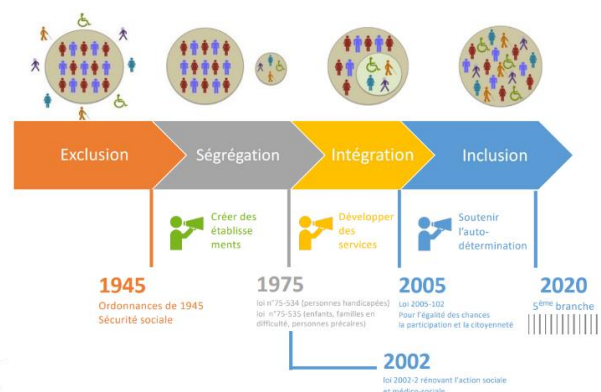 Exclusion
Ségrégation
Intégration
Inclusion
Créer des
établisse
ments
Développer
des
services
Soutenir
l'auto-
détermination
1945
Ordonnances de 1945
Sécurité sociale
1975
loi n°75-534 (personnes handicapées)
loi n°75-535 (enfants, familles en
difficulté, personnes précaires)
2005
Loi 2005-102
Pour l'égalité des chances
la participation et la citoyenneté
2020
5ème branche
2002
loi 2002-2 rénovant l'action sociale
et médico-sociale